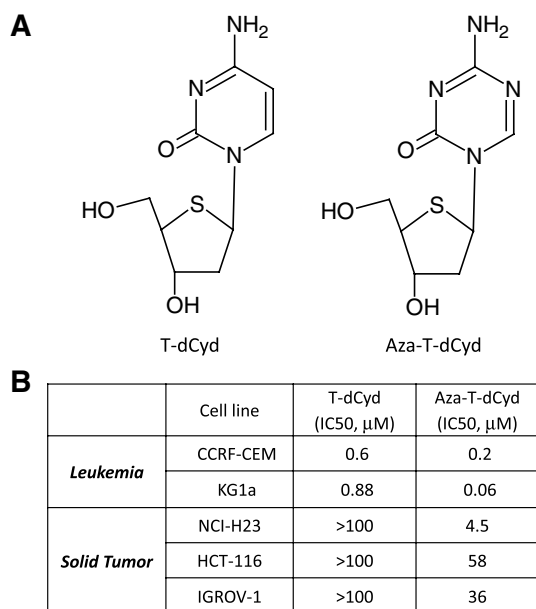 A
NH2
N
O
N
HO
S
OH
T-dCyd
NH2
N
N
O
N
HO
S
OH
Aza-T-dCyd
B
Cell line
T-dCyd
(IC50, μM)
Aza-T-dCyd
(IC50, μM)
Leukemia
CCRF-CEM
0.6
0.2
KG1a
0.88
0.06
Solid Tumor
NCI-H23
>100
4.5
HCT-116
>100
58
IGROV-1
>100
36